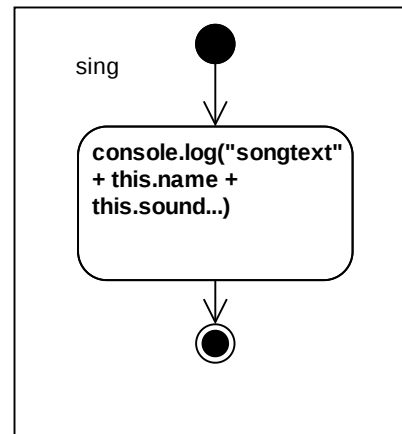 sing
console.log("songtext"
+ this.name +
this.sound...)